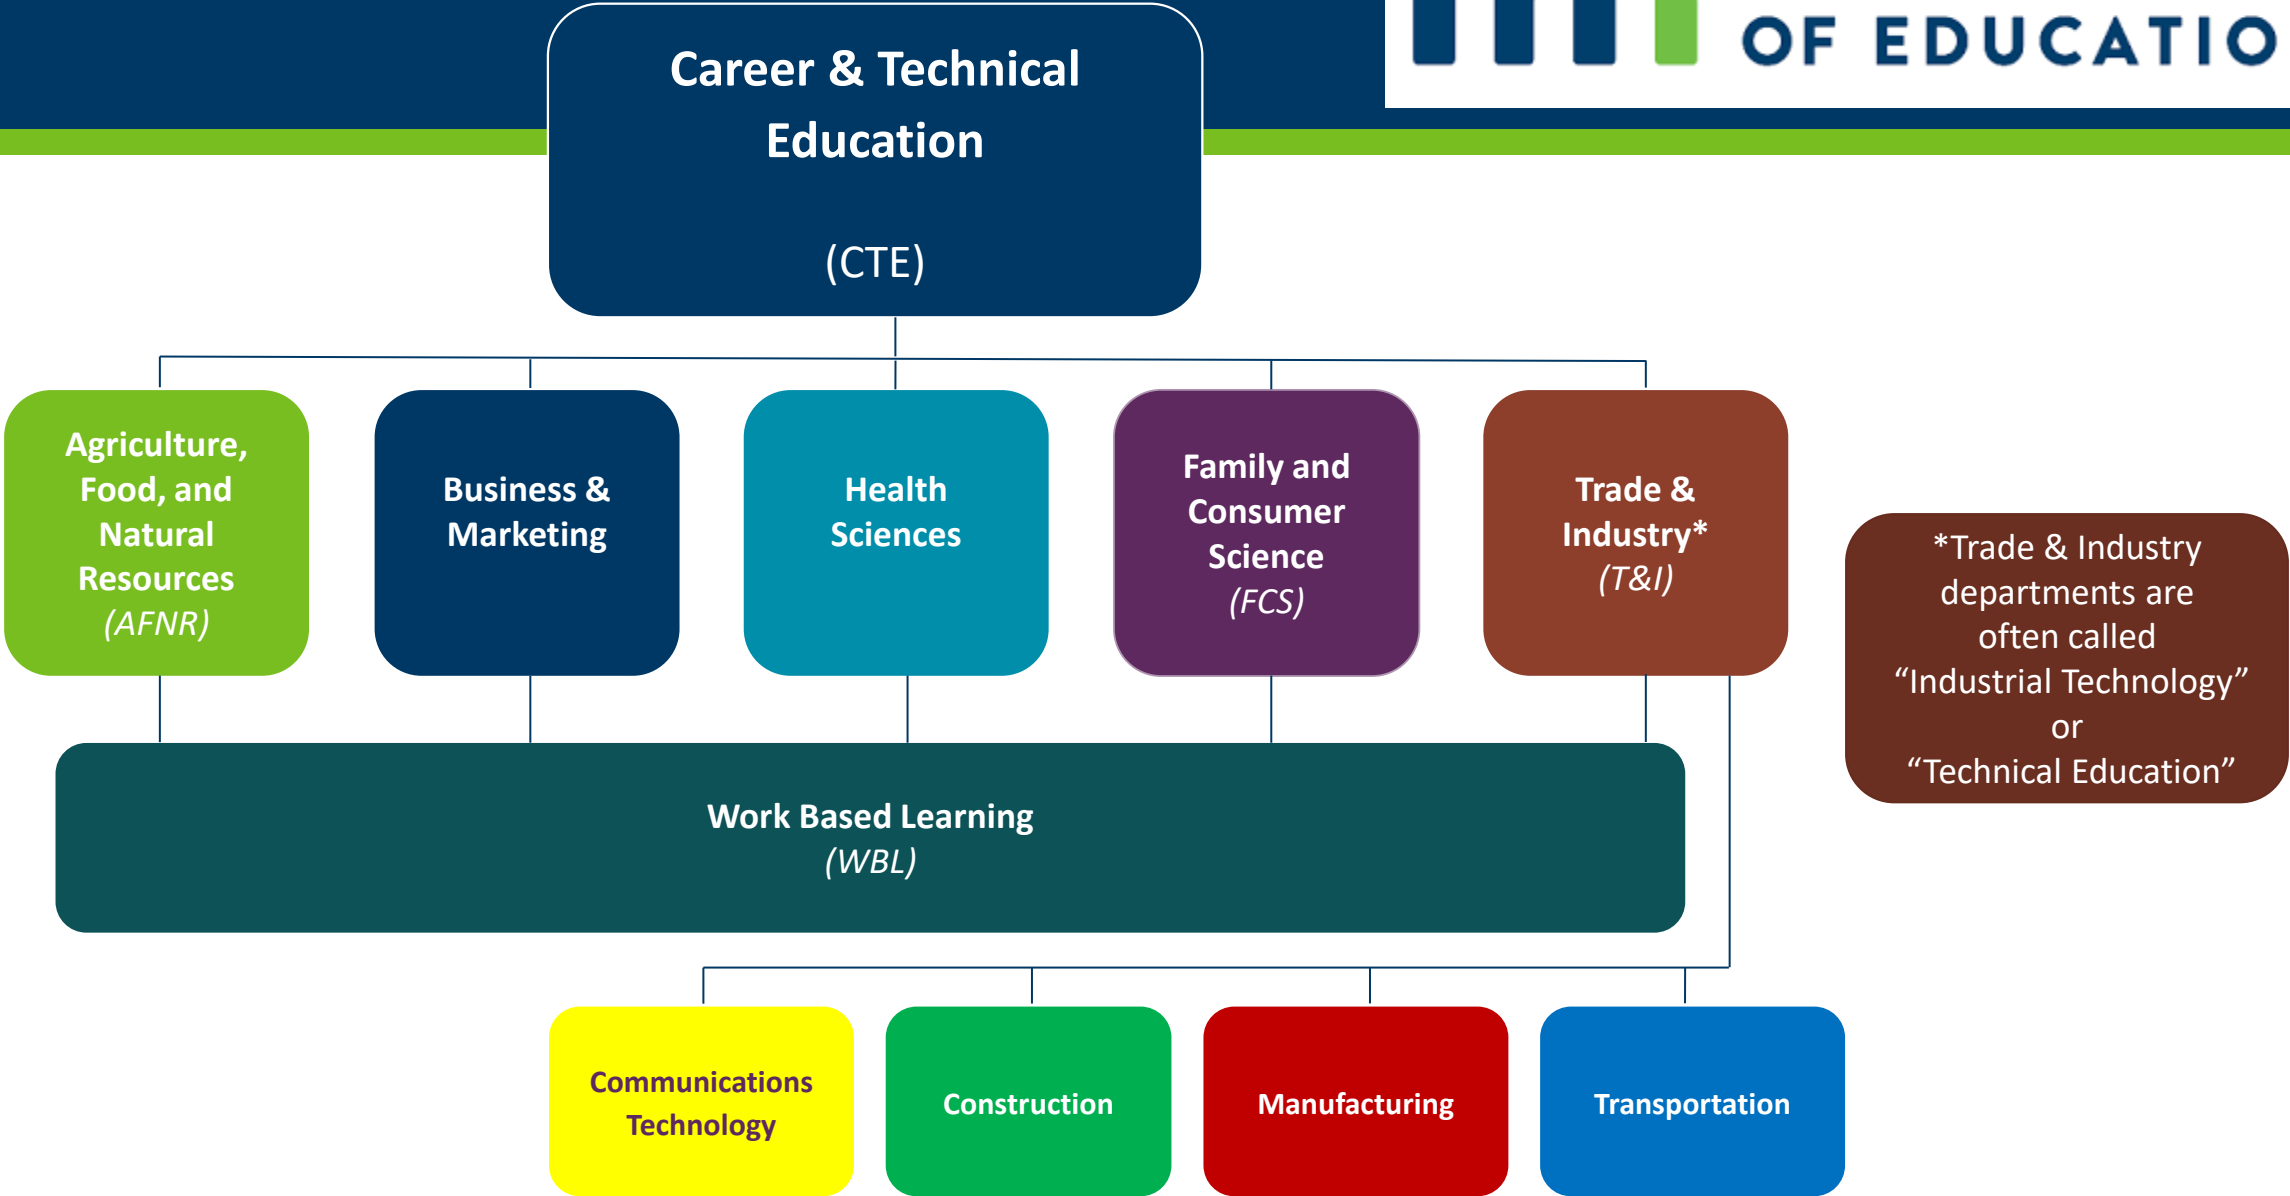 OF EDUCATIO
Career & Technical
Education
(CTE)
Agriculture,
Food, and
Natural
Resources
(AFNR)
Business &
Marketing
Health
Sciences
Family and
Consumer
Science
(FCS)
Trade &
Industry*
(T&I)
*Trade & Industry
departments are
often called
“Industrial Technology”
or
“Technical Education”
Work Based Learning
(WBL)
Communications
Technology
Construction
Manufacturing
Transportation